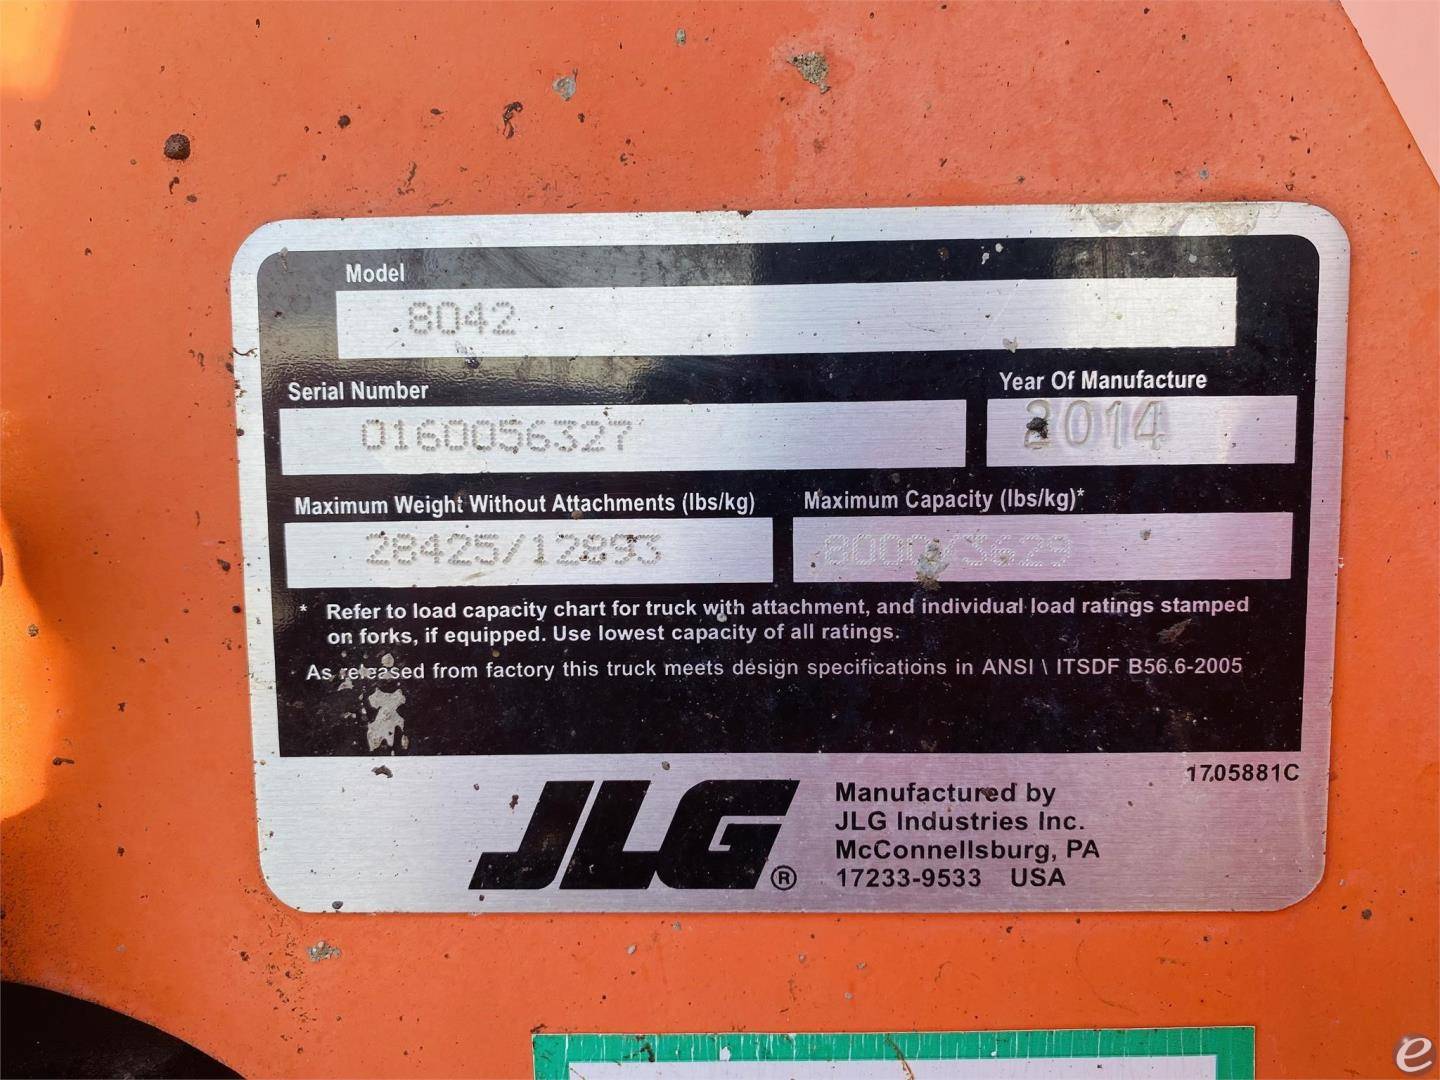 Model
8042
Serial Number
0160056327
Year Of Manufacture
2014
Maximum Weight Without Attachments (lbs/kg)
28425/12893
Maximum Capacity (lbs/kg)*
8000/3629
* Refer to load capacity chart for truck with attachment, and individual load ratings stamped
on forks, if equipped. Use lowest capacity of all ratings.
As released from factory this truck meets design specifications in ANSI \ ITSDF B56.6-2005
1705881C
JLG®
Manufactured by
JLG Industries Inc.
McConnellsburg, PA
17233-9533 USA
e